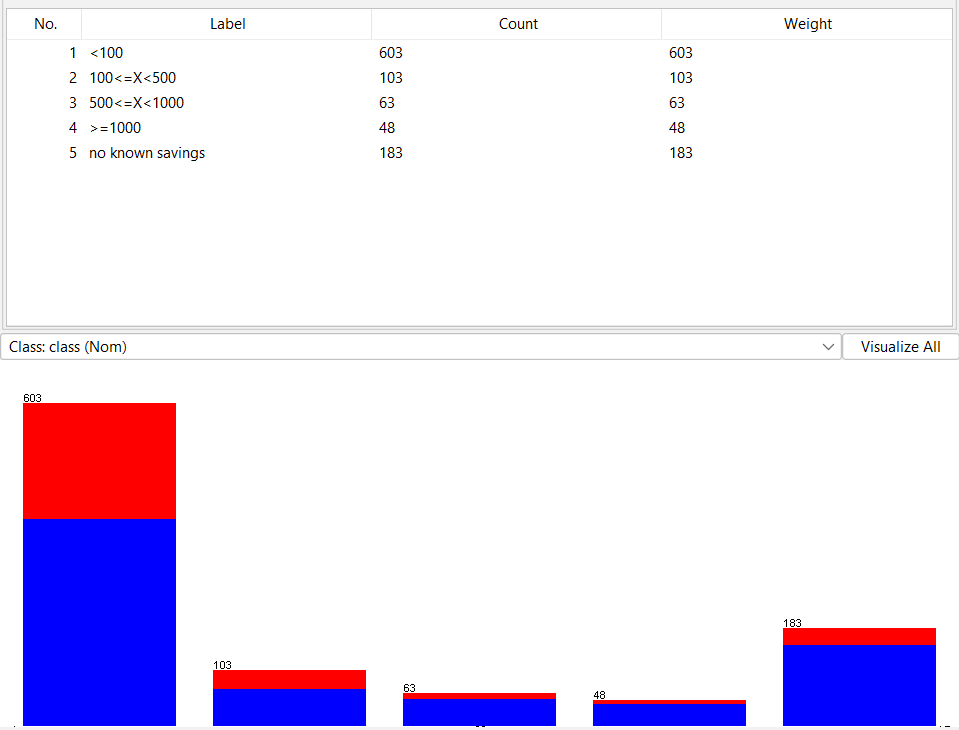 No. Label Count Weight
1 <100 603 603
2 100<=X<500 103 103
3 500<=X<1000 63 63
4 >=1000 48 48
5 no known savings 183 183
Class: class (Nom) Visualize All
603
103
63
48
183